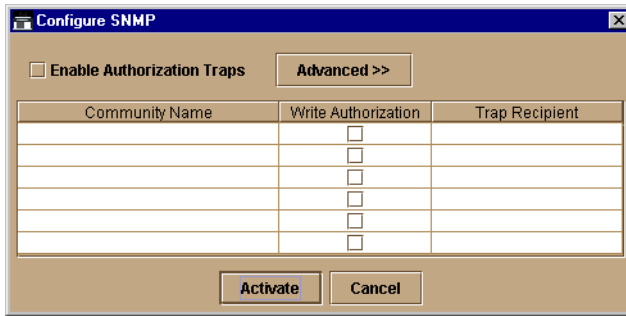 Configure SNMP
Enable Authorization Traps
Advanced >>
Community Name Write Authorization Trap Recipient
Activate Cancel